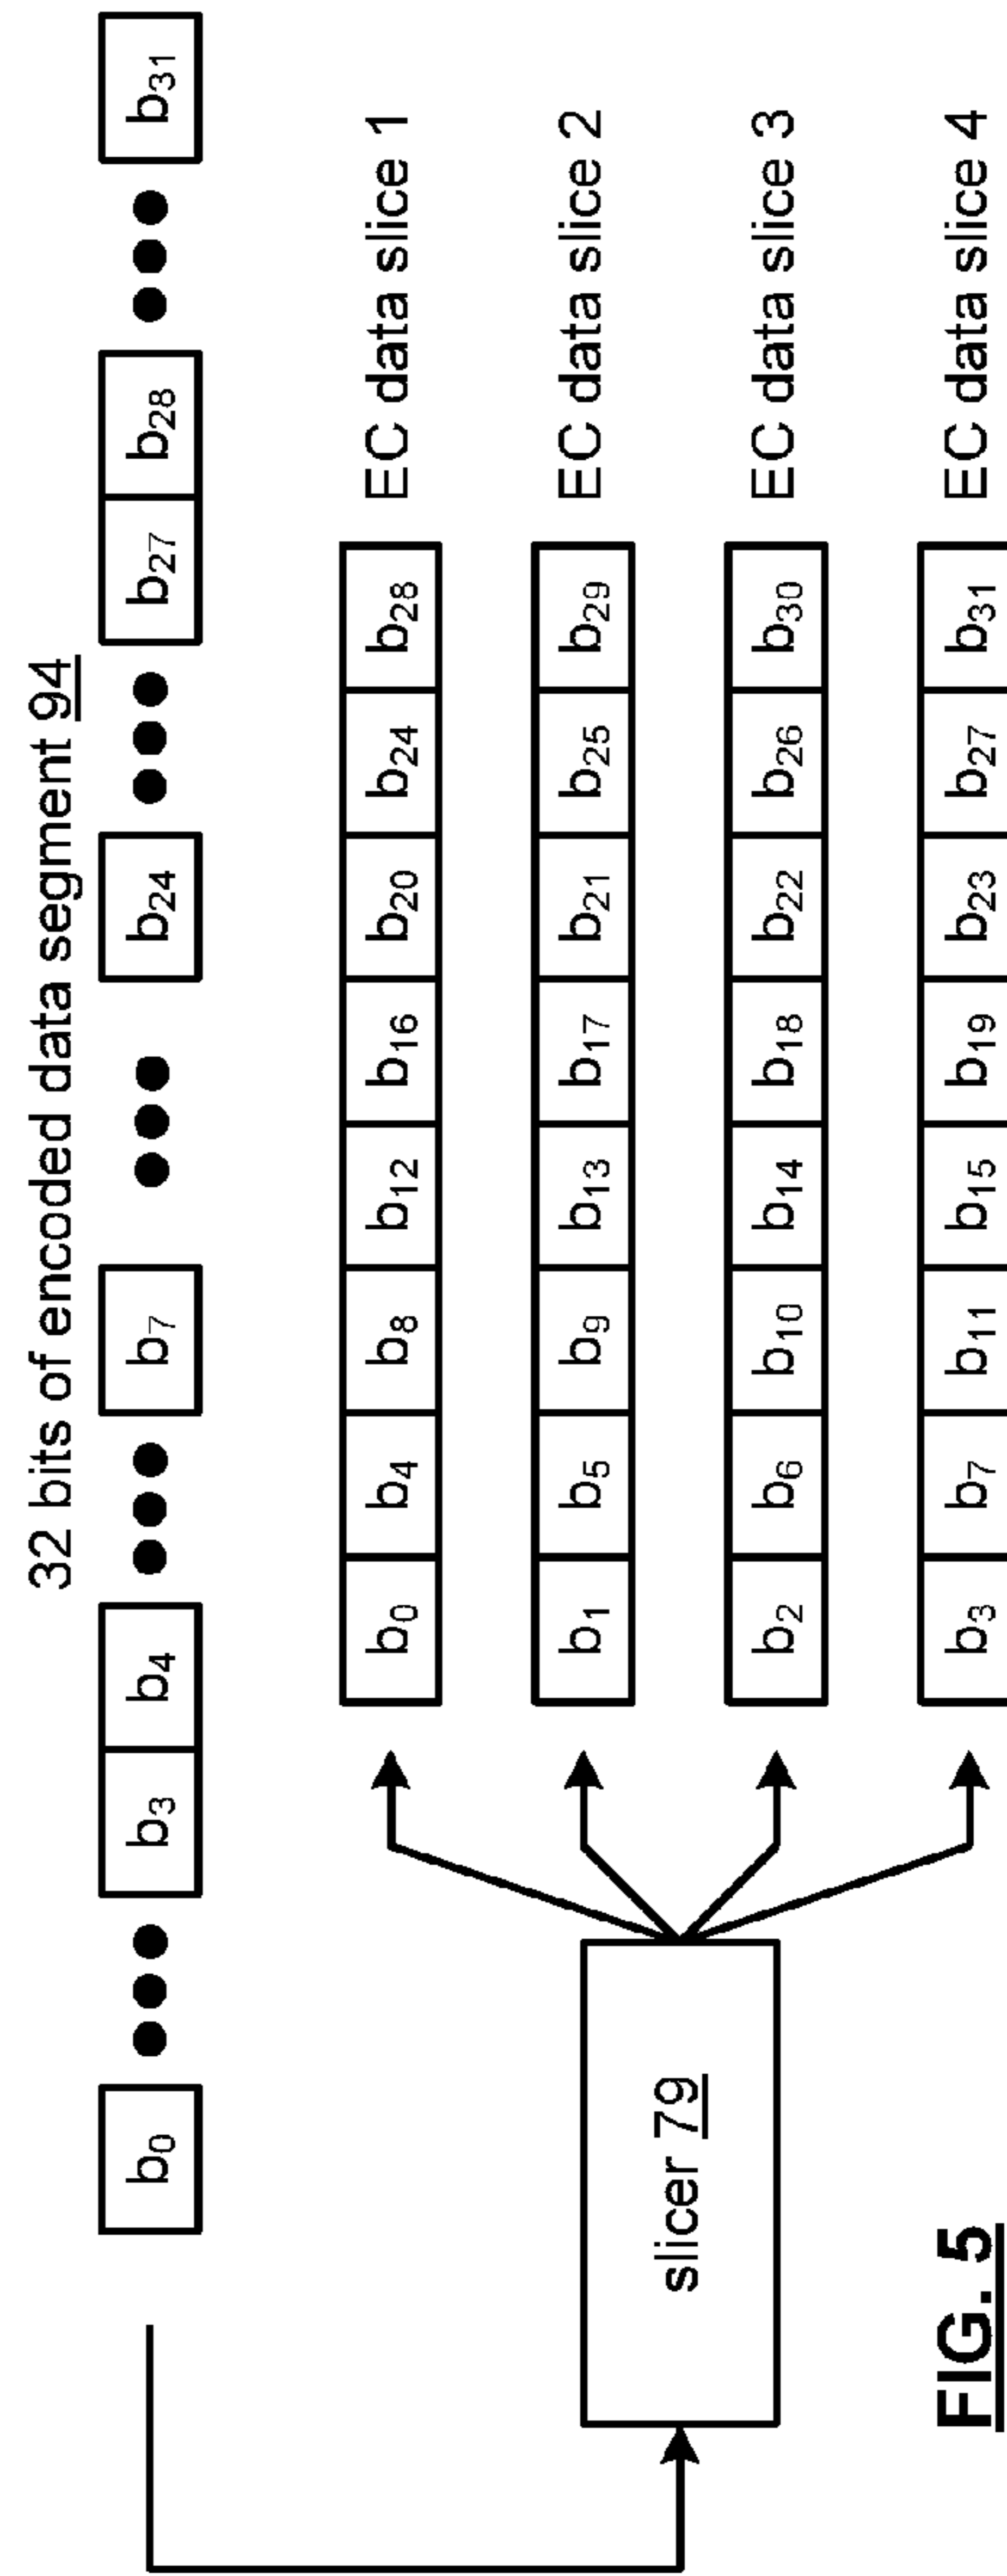 32 bits of encoded data segment 94
b0 ●●● b3 b4 ●●● b7 ●●● b24 ●●● b27 b28 ●●● b31
b0 b4 b8 b12 b16 b20 b24 b28 EC data slice 1
b1 b5 b9 b13 b17 b21 b25 b29 EC data slice 2
slicer 79
b2 b6 b10 b14 b18 b22 b26 b30 EC data slice 3
b3 b7 b11 b15 b19 b23 b27 b31 EC data slice 4
FIG. 5